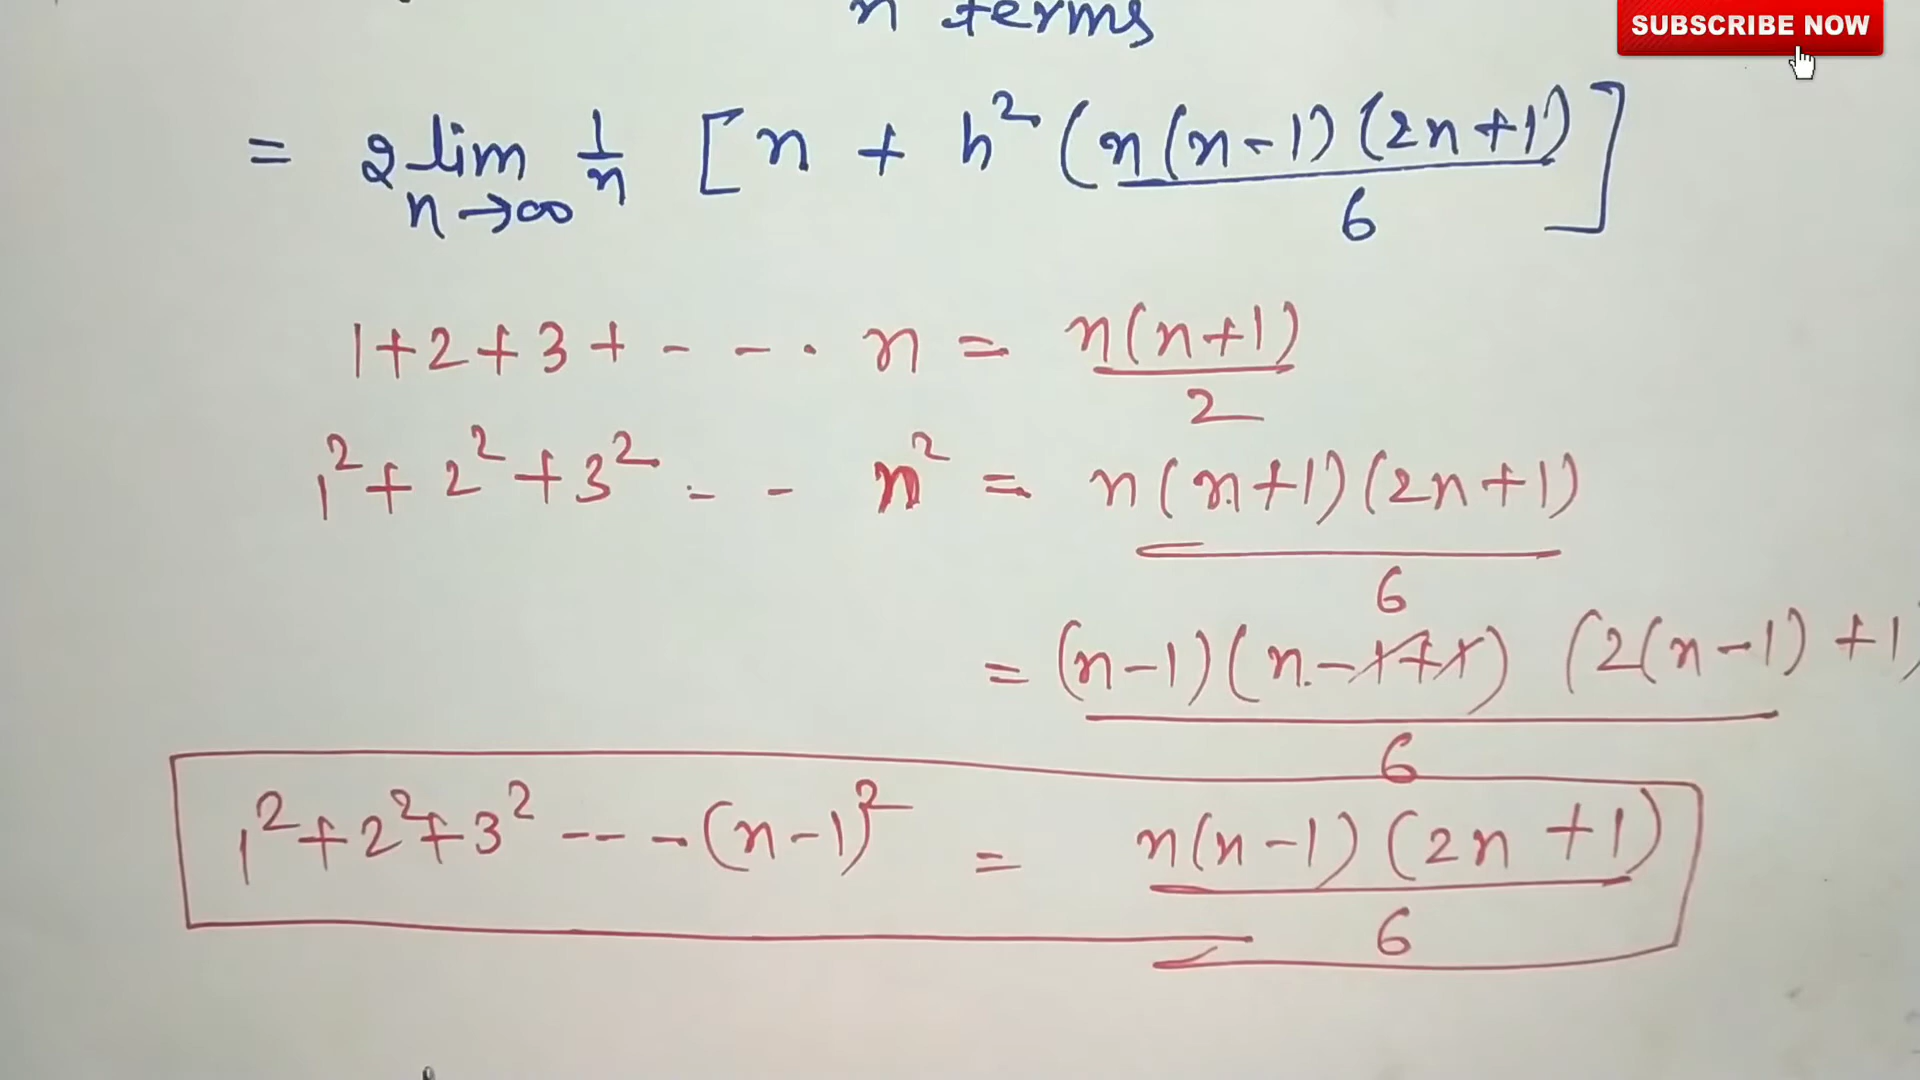 n terms
SUBSCRIBE NOW
= 2 lim n→∞ 1/n [n + h² (n(n-1)(2n+1)/6]
1+2+3+ - - · n = n(n+1)/2
1²+2²+3² - - n² = n(n+1)(2n+1)/6
= (n-1)(n-1+1) (2(n-1)+1)/6
1²+2²+3² --- -(n-1)² = n(n-1)(2n+1)/6